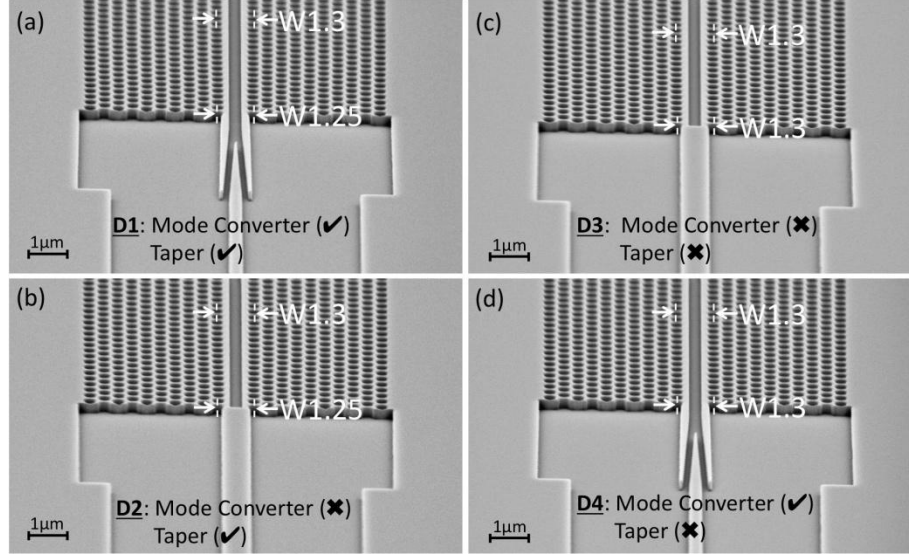 (a)
W1.3
W1.25
D1: Mode Converter (✔)
Taper (✔)
1μm
(c)
W1.3
W1.3
D3: Mode Converter (✖)
Taper (✖)
1μm
(b)
W1.3
W1.25
D2: Mode Converter (✖)
Taper (✔)
1μm
(d)
W1.3
W1.3
D4: Mode Converter (✔)
Taper (✖)
1μm